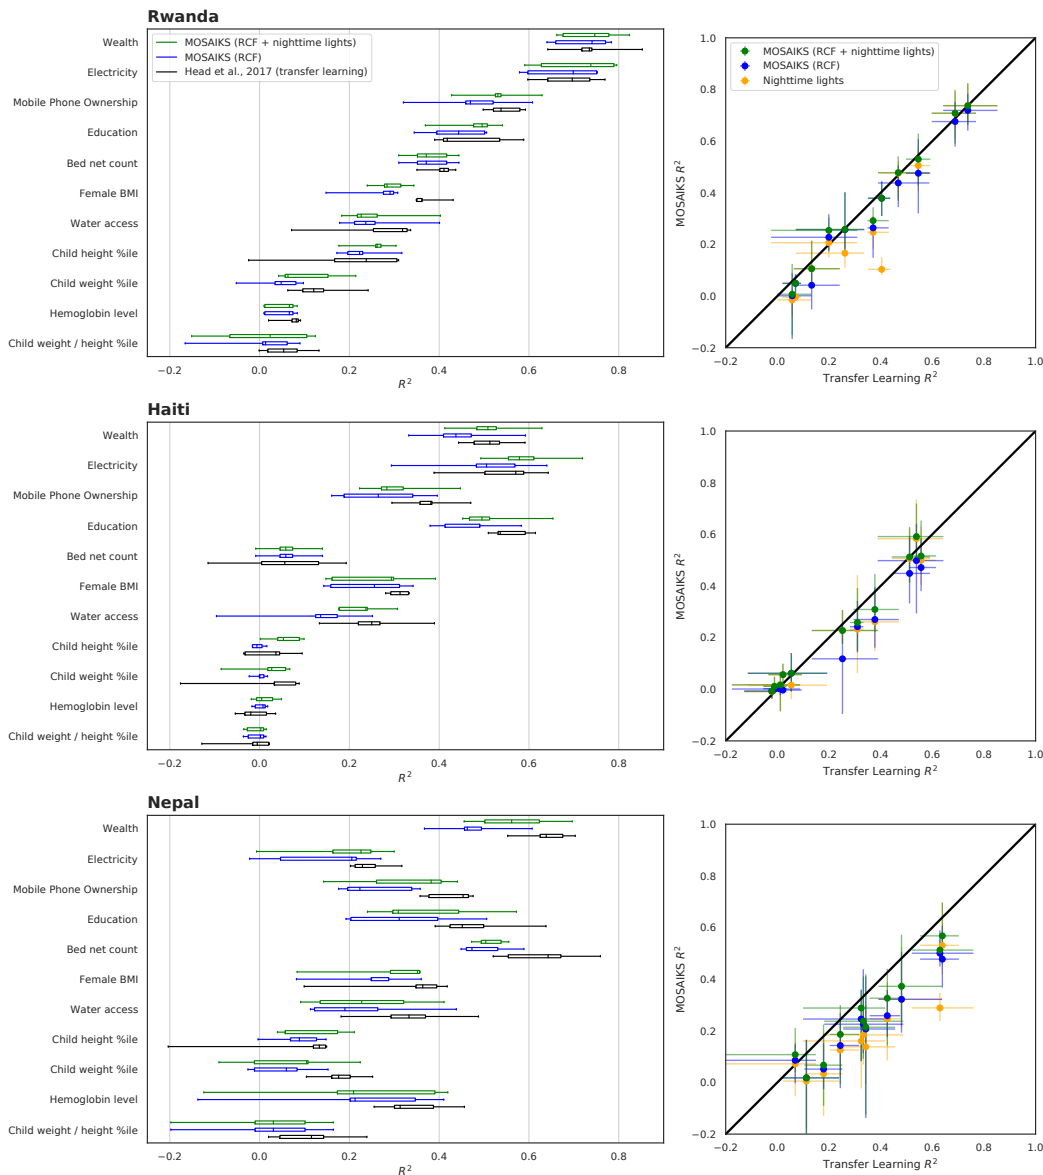 Rwanda
MOSAIKS (RCF + nighttime lights)
MOSAIKS (RCF)
Head et al., 2017 (transfer learning)
Wealth
Electricity
Mobile Phone Ownership
Education
Bed net count
Female BMI
Water access
Child height %ile
Child weight %ile
Hemoglobin level
Child weight / height %ile
−0.2 0.0 0.2 0.4 0.6 0.8
R²
MOSAIKS (RCF + nighttime lights)
MOSAIKS (RCF)
Nighttime lights
1.0
0.8
0.6
0.4
0.2
0.0
−0.2
MOSAIKS R²
−0.2 0.0 0.2 0.4 0.6 0.8 1.0
Transfer Learning R²
Haiti
Wealth
Electricity
Mobile Phone Ownership
Education
Bed net count
Female BMI
Water access
Child height %ile
Child weight %ile
Hemoglobin level
Child weight / height %ile
−0.2 0.0 0.2 0.4 0.6 0.8
R²
1.0
0.8
0.6
0.4
0.2
0.0
−0.2
MOSAIKS R²
−0.2 0.0 0.2 0.4 0.6 0.8 1.0
Transfer Learning R²
Nepal
Wealth
Electricity
Mobile Phone Ownership
Education
Bed net count
Female BMI
Water access
Child height %ile
Child weight %ile
Hemoglobin level
Child weight / height %ile
−0.2 0.0 0.2 0.4 0.6 0.8
R²
1.0
0.8
0.6
0.4
0.2
0.0
−0.2
MOSAIKS R²
−0.2 0.0 0.2 0.4 0.6 0.8 1.0
Transfer Learning R²